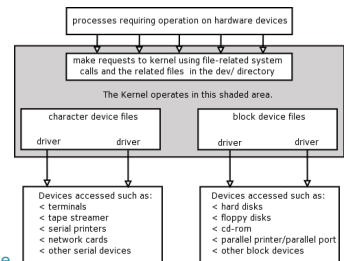 processes requiring operation on hardware devices
make requests to kernel using file-related system
calls and the related files in the dev/ directory
The Kernel operates in this shaded area.
character device files
driver driver
block device files
driver driver
Devices accessed such as:
< terminals
< tape streamer
< serial printers
< network cards
< other serial devices
Devices accessed such as:
< hard disks
< floppy disks
< cd-rom
< parallel printer/parallel port
< other block devices
e